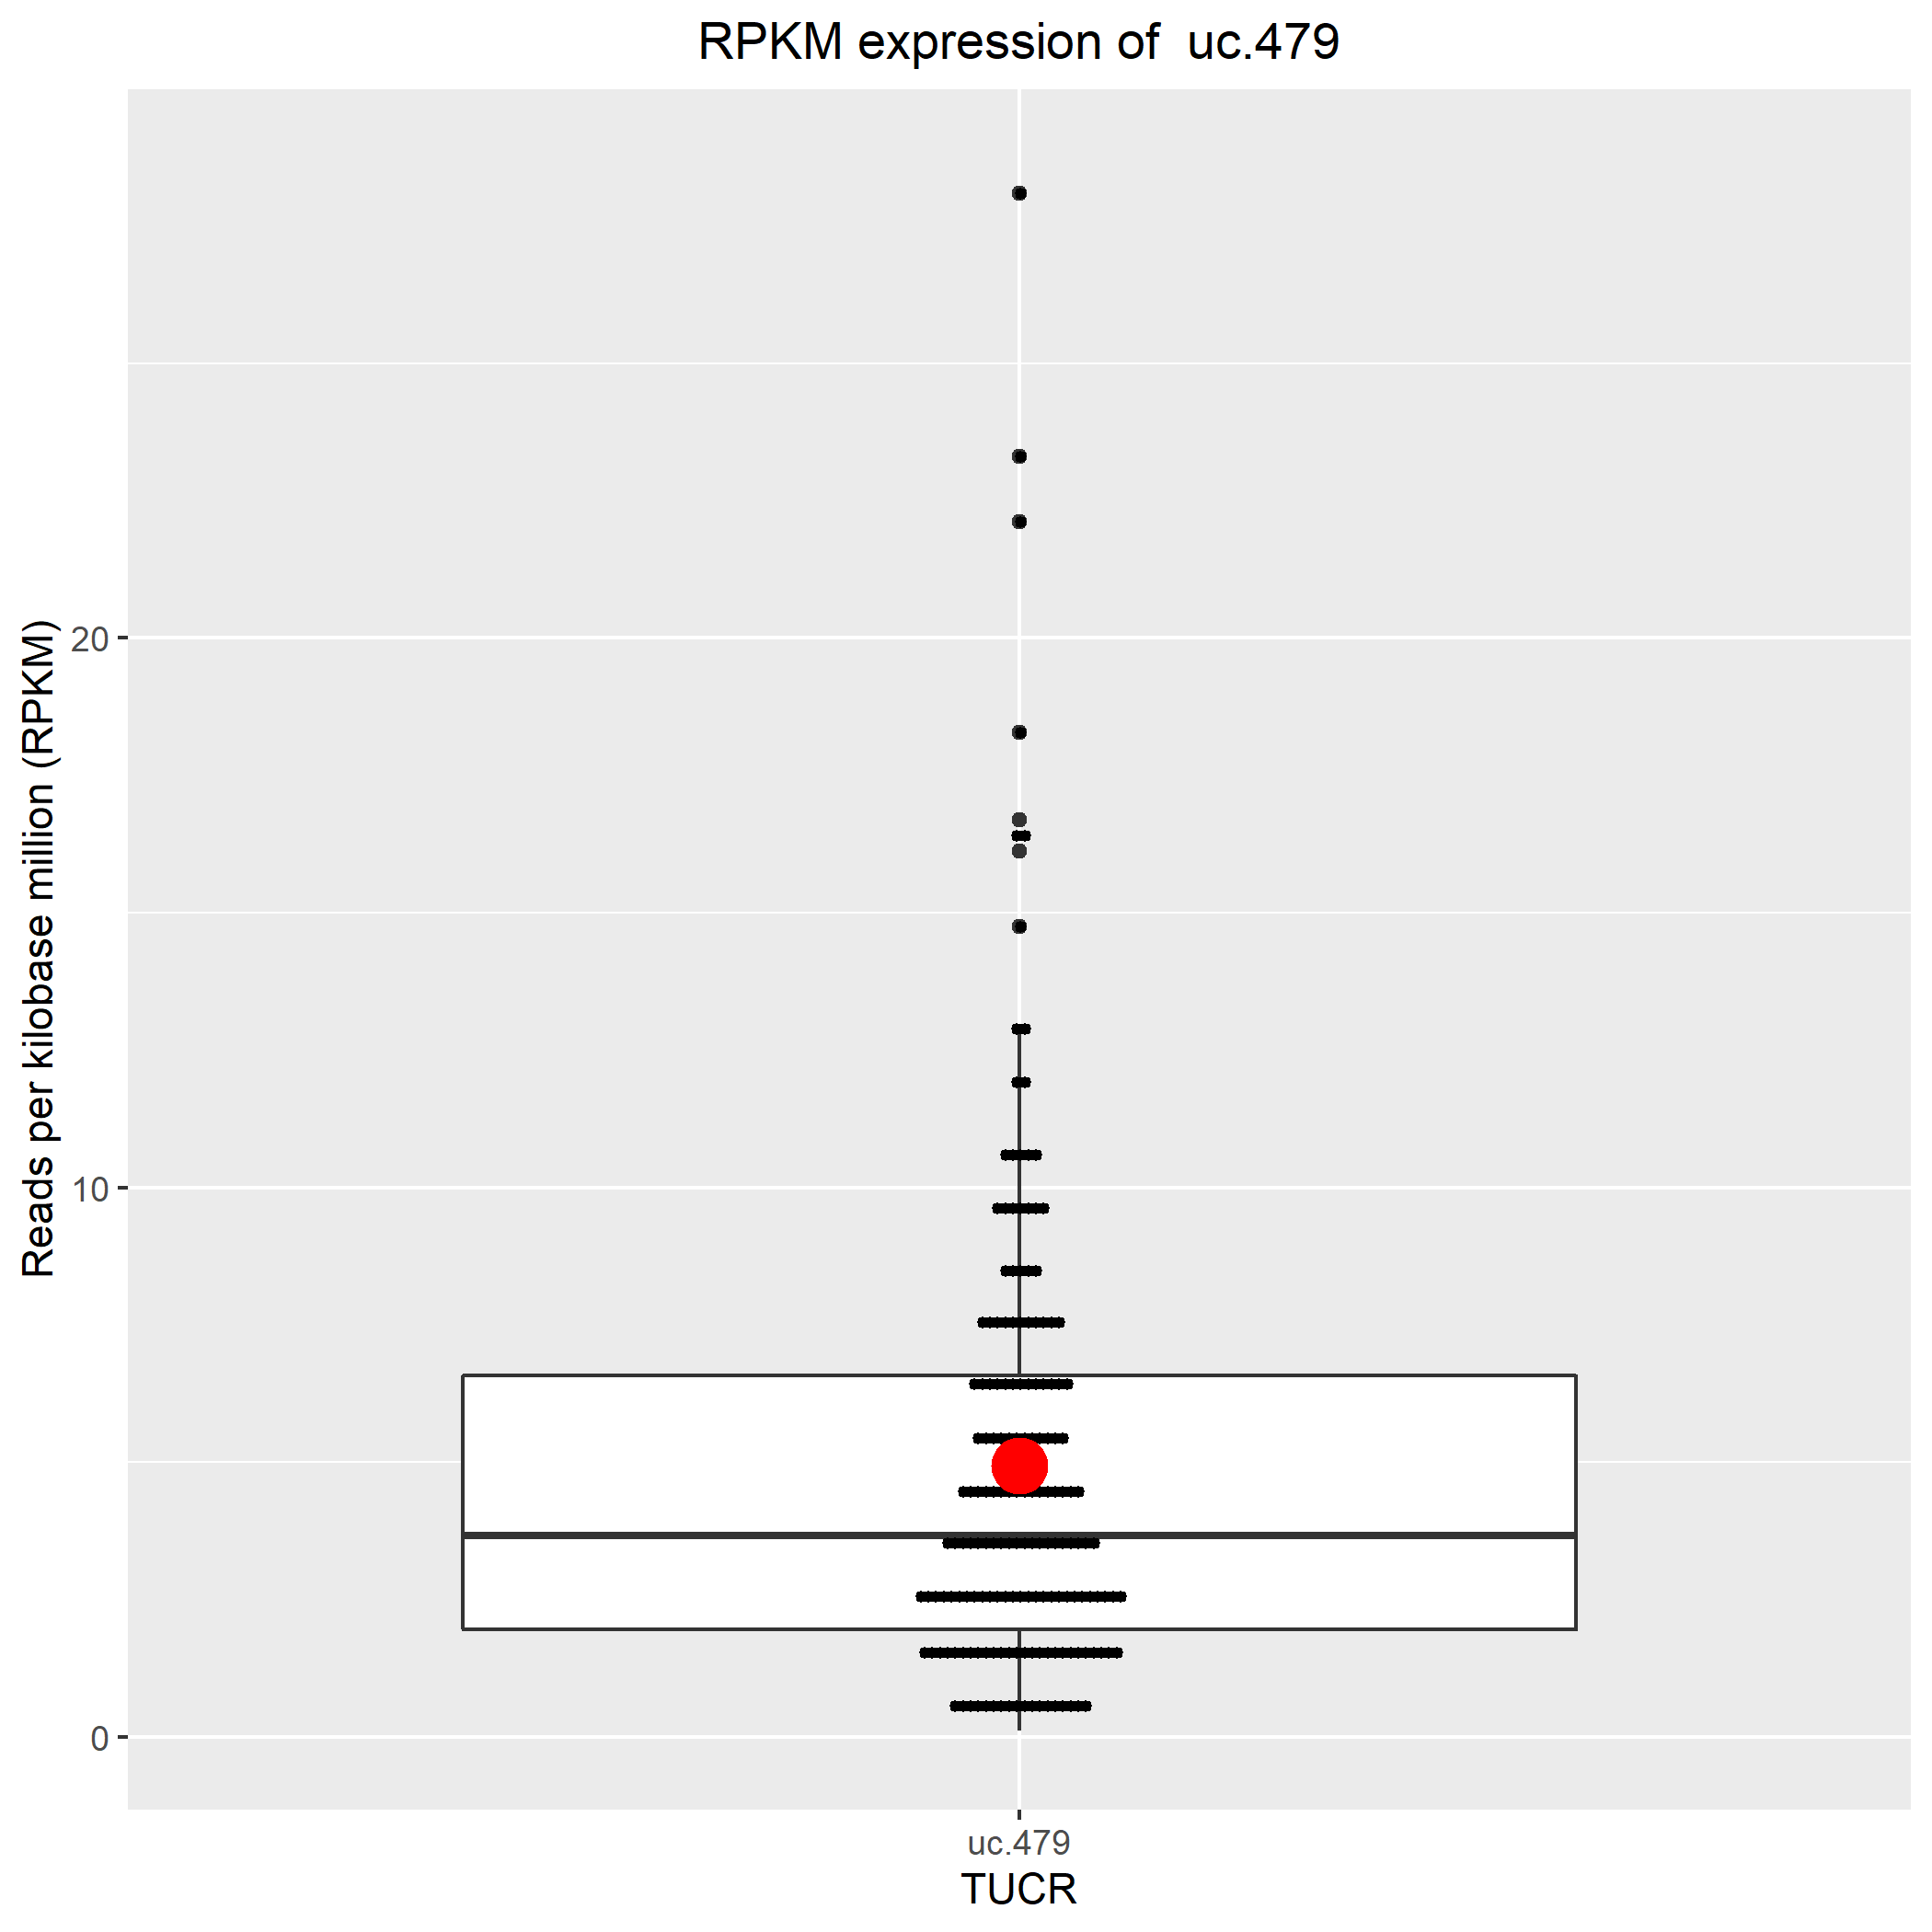 RPKM expression of  uc.479
Reads per kilobase million (RPKM)
20
10
0
uc.479
TUCR